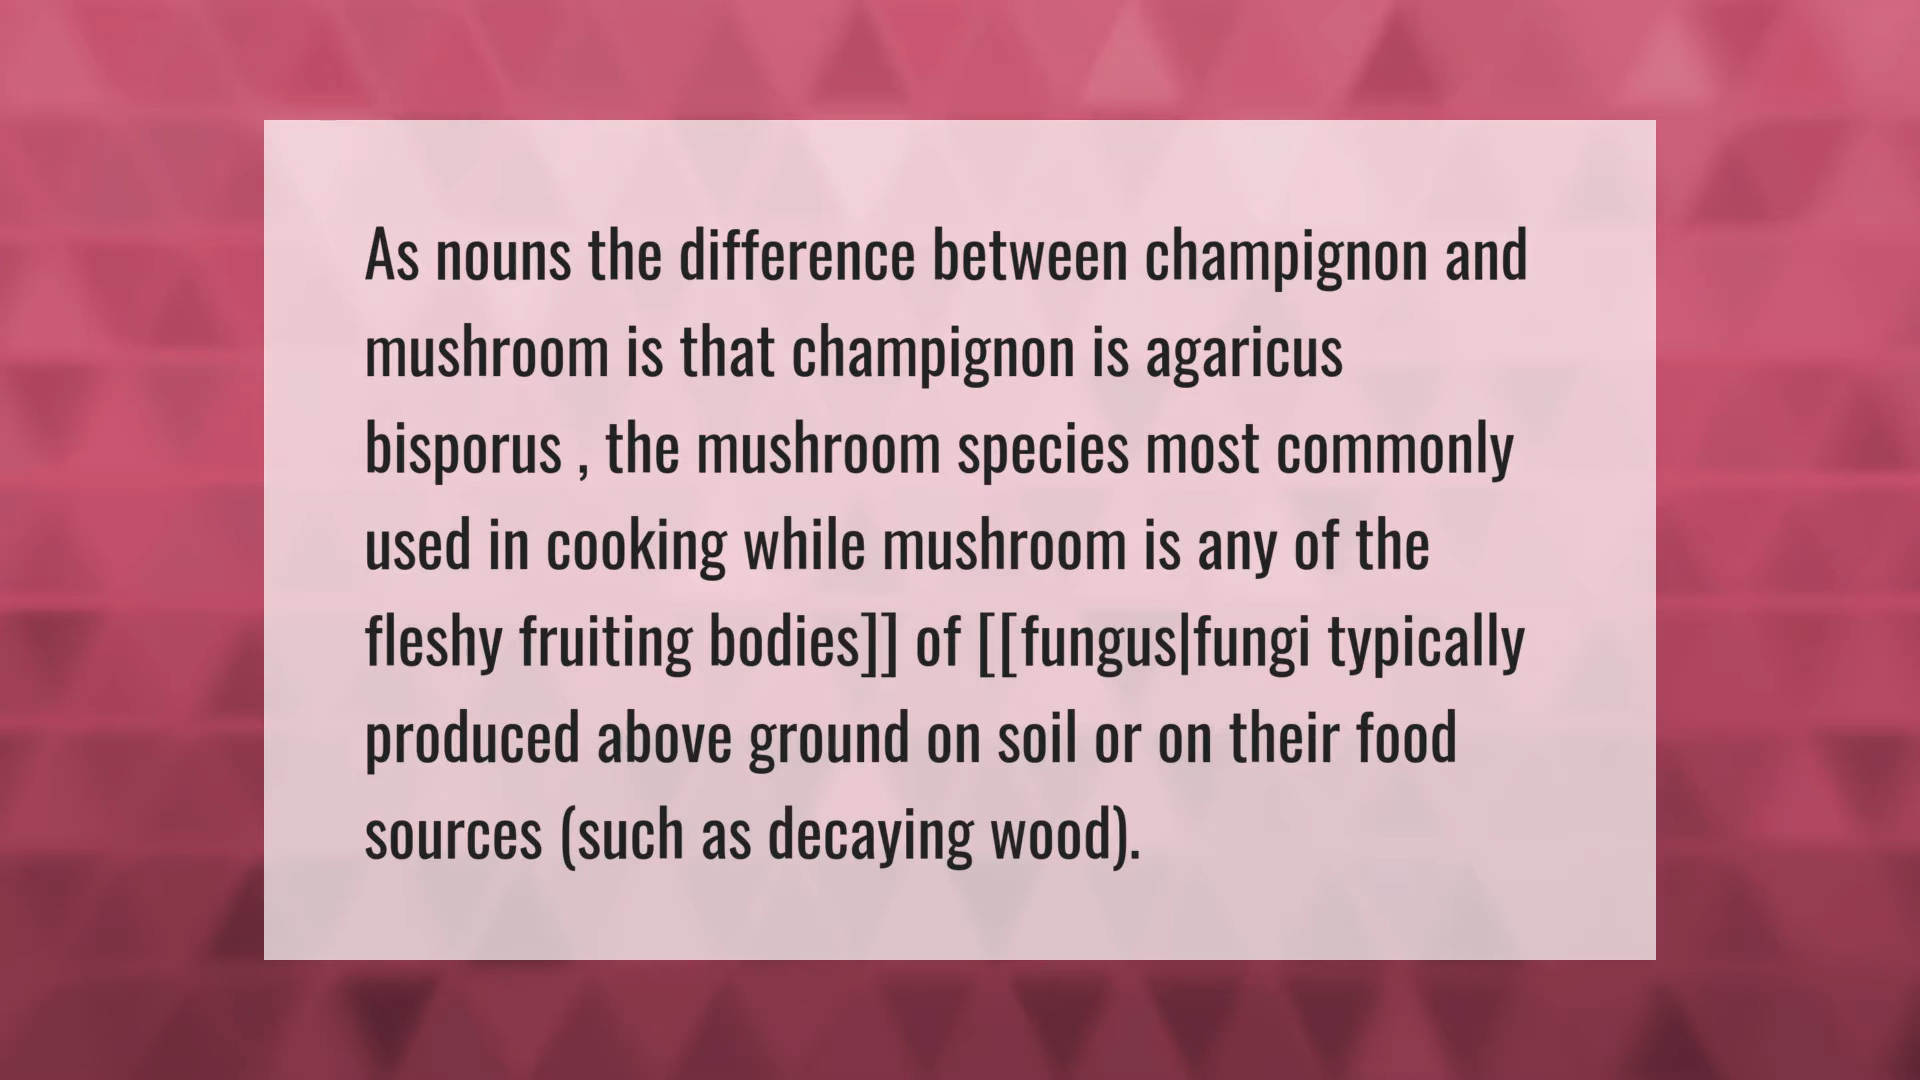 As nouns the difference between champignon and
mushroom is that champignon is agaricus
bisporus , the mushroom species most commonly
used in cooking while mushroom is any of the
fleshy fruiting bodies]] of [[fungus|fungi typically
produced above ground on soil or on their food
sources (such as decaying wood).